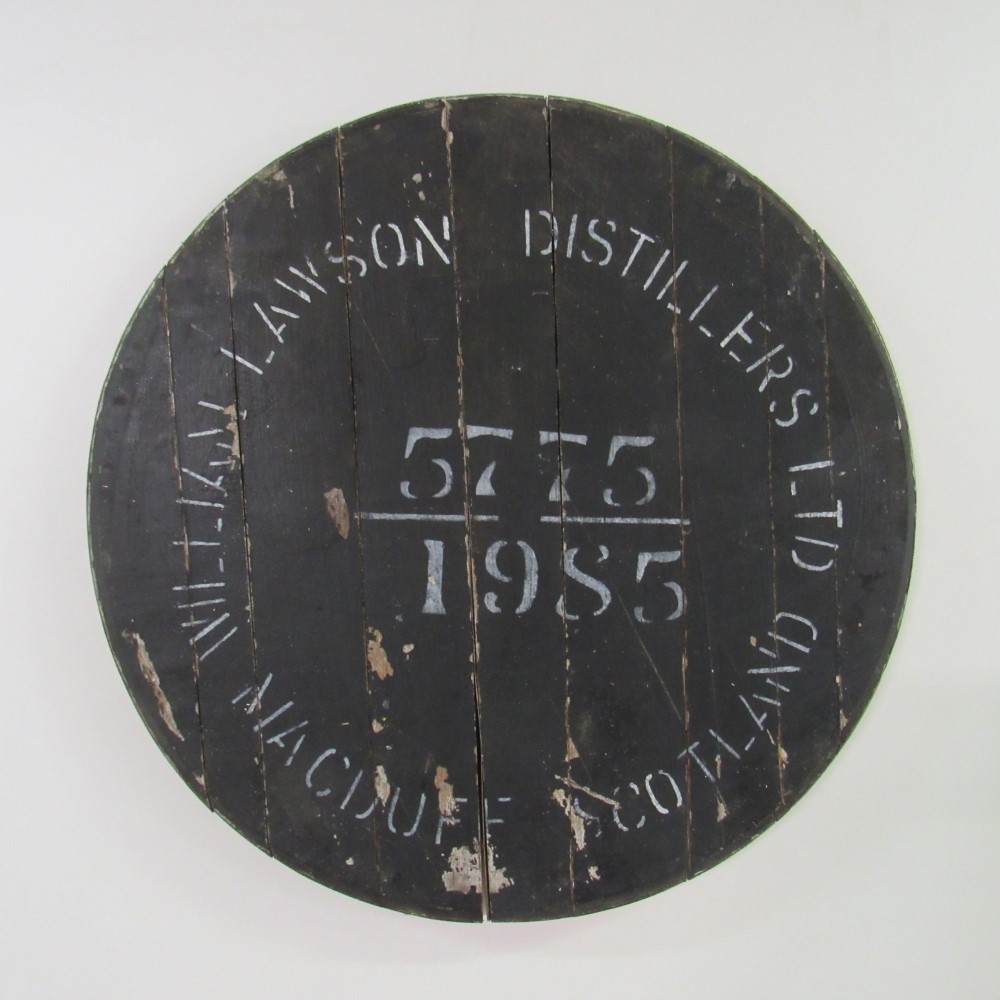 WILLIAM LAWSON DISTILLERS LTD
5775
1985
MACDUFF SCOTLAND